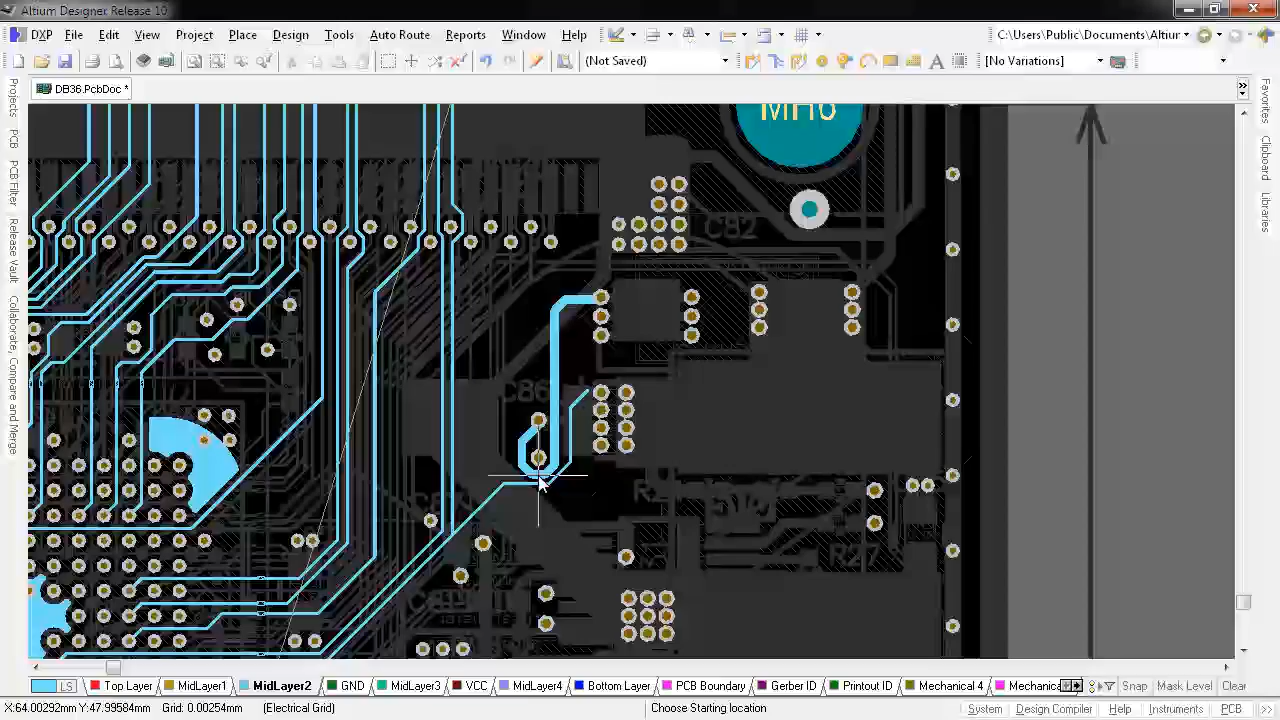 Altium Designer Release 10
DXP File Edit View Project Place Design Tools Auto Route Reports Window Help
C:\Users\Public\Documents\Altiur
(Not Saved)
[No Variations]
DB36.PcbDoc *
Projects
PCB
PCB Filter
Release Vault
Collaborate, Compare and Merge
Favorites
Clipboard
Libraries
MH6
C82
C86
R27
LS Top Layer MidLayer1 MidLayer2 GND MidLayer3 VCC MidLayer4 Bottom Layer PCB Boundary Gerber ID Printout ID Mechanical 4 Mechanica Snap Mask Level Clear
X:64.00292mm Y:47.99584mm Grid: 0.00254mm (Electrical Grid) Choose Starting location System Design Compiler Help Instruments PCB >>